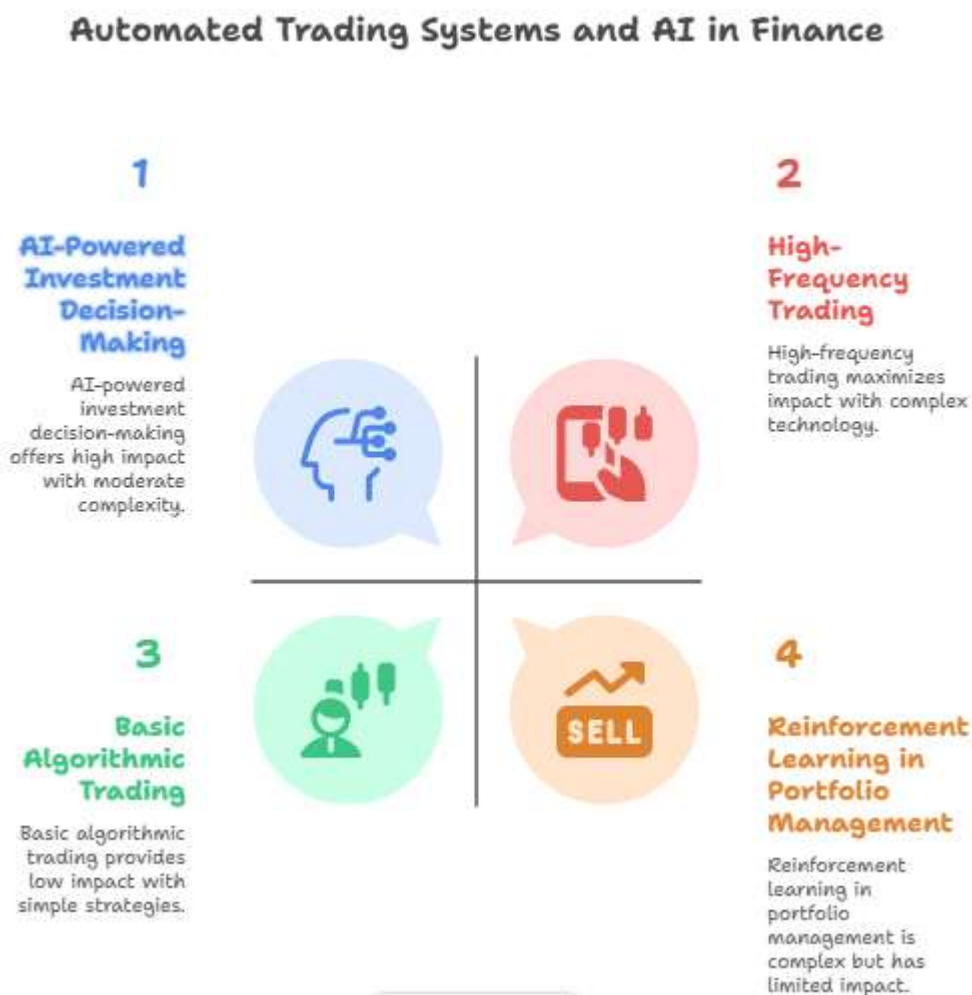 Automated Trading Systems and AI in Finance
1
AI-Powered
Investment
Decision-
Making
AI-powered
investment
decision-making
offers high impact
with moderate
complexity.
2
High-
Frequency
Trading
High-frequency
trading maximizes
impact with complex
technology.
3
Basic
Algorithmic
Trading
Basic algorithmic
trading provides
low impact with
simple strategies.
4
SELL
Reinforcement
Learning in
Portfolio
Management
Reinforcement
learning in
portfolio
management is
complex but has
limited impact.